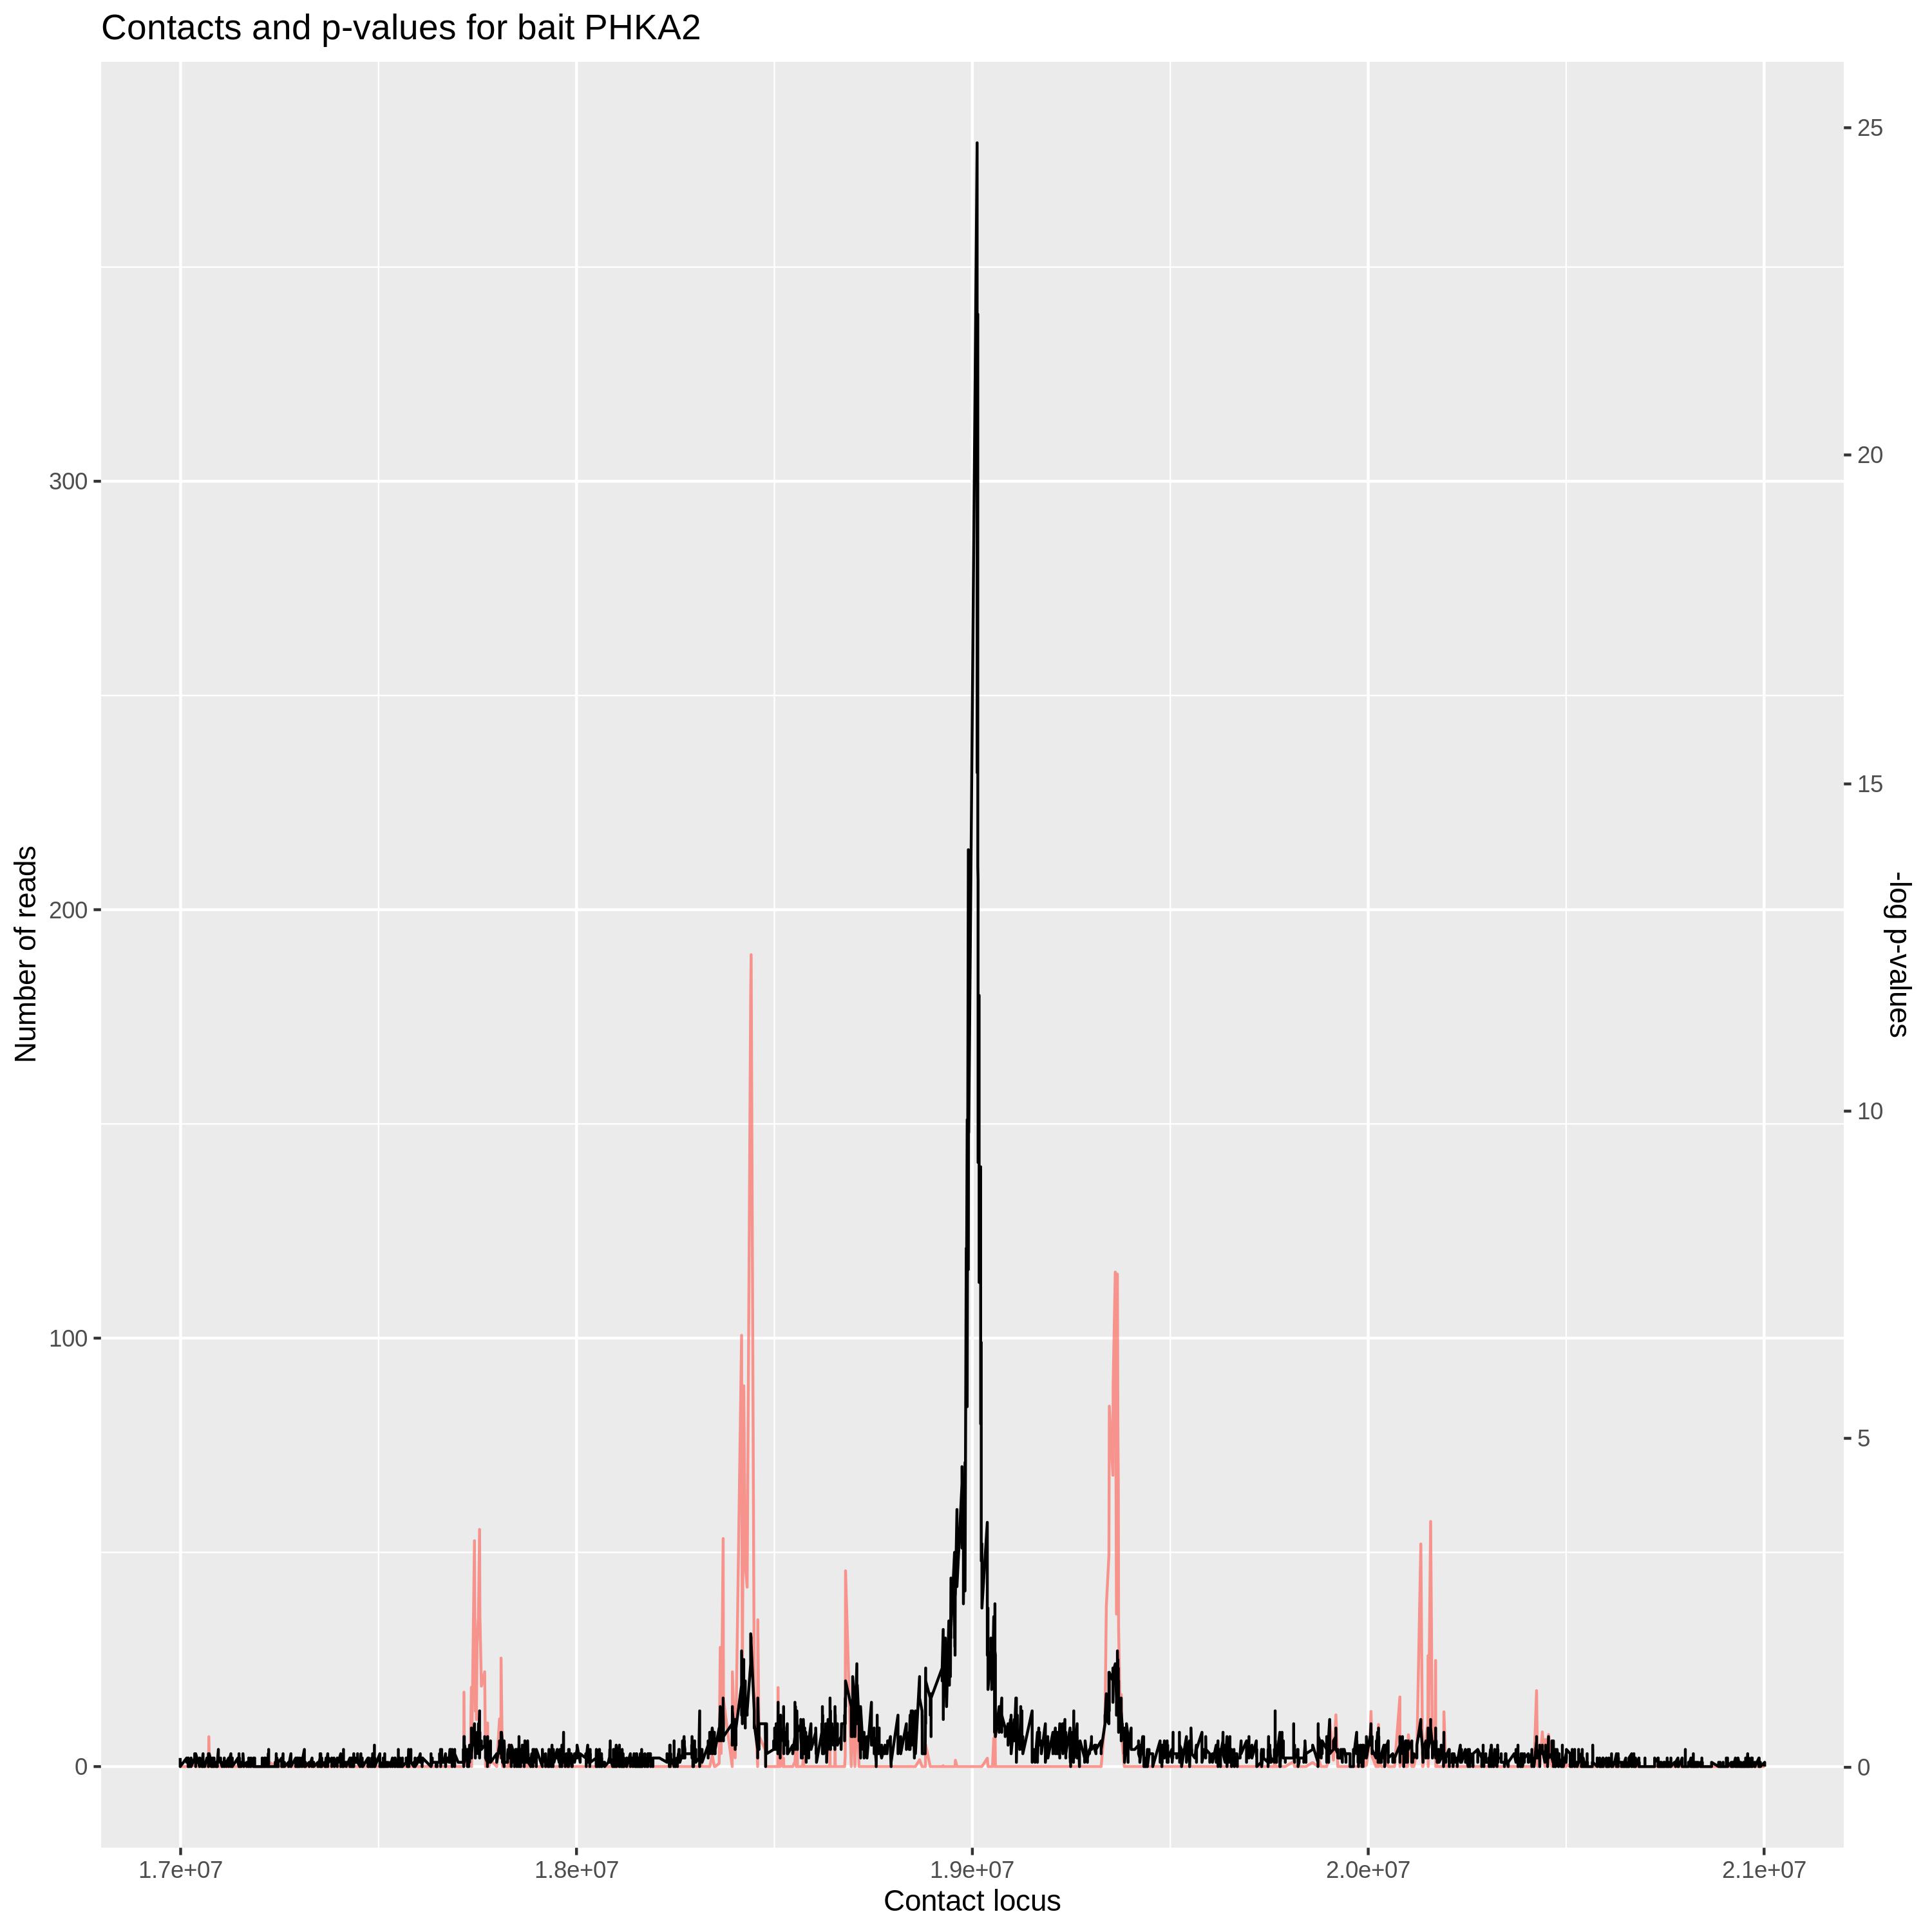 Contacts and p-values for bait PHKA2
Number of reads
300
200
100
0
25
20
15
10
5
0
-log p-values
1.7e+07
1.8e+07
1.9e+07
2.0e+07
2.1e+07
Contact locus